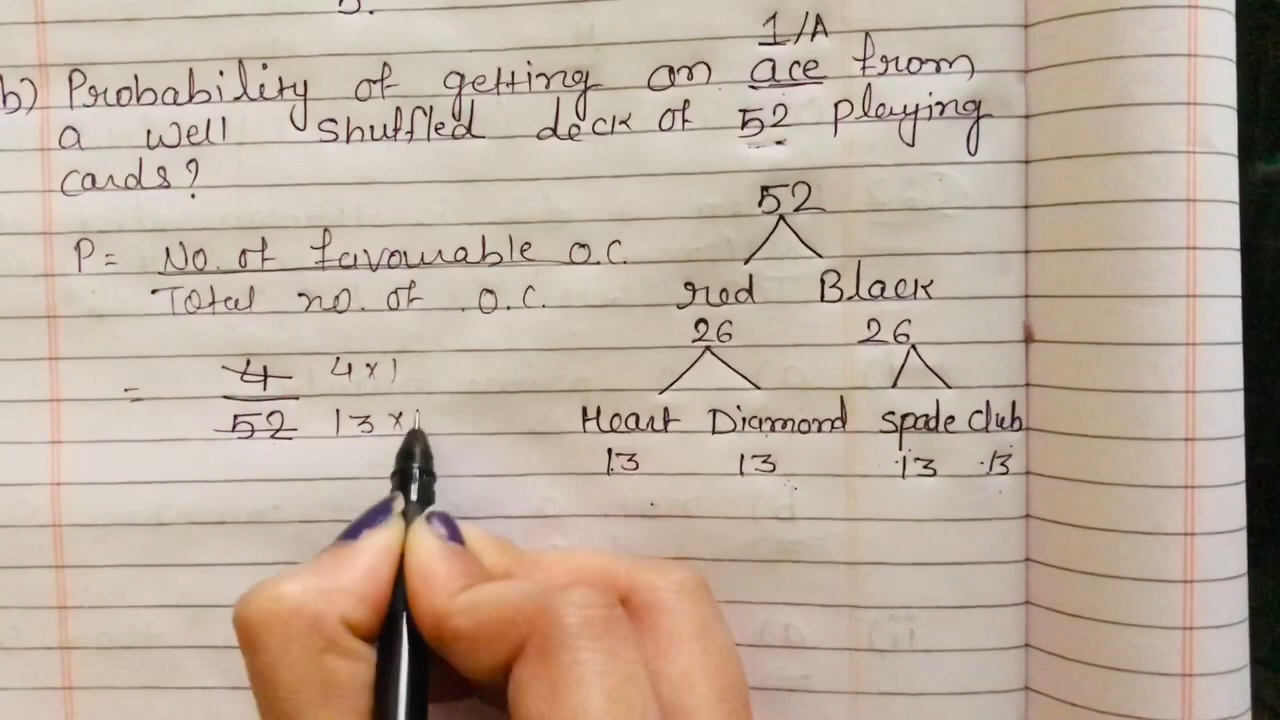 1/A
b) Probability of getting an ace from
a well shuffled deck of 52 playing
cards?
52
P = No. of favourable O.C.
Total no. of O.C.
red Black
26 26
= 4 4 x 1
52 13 x
Heart Diamond spade club
13 13 13 13